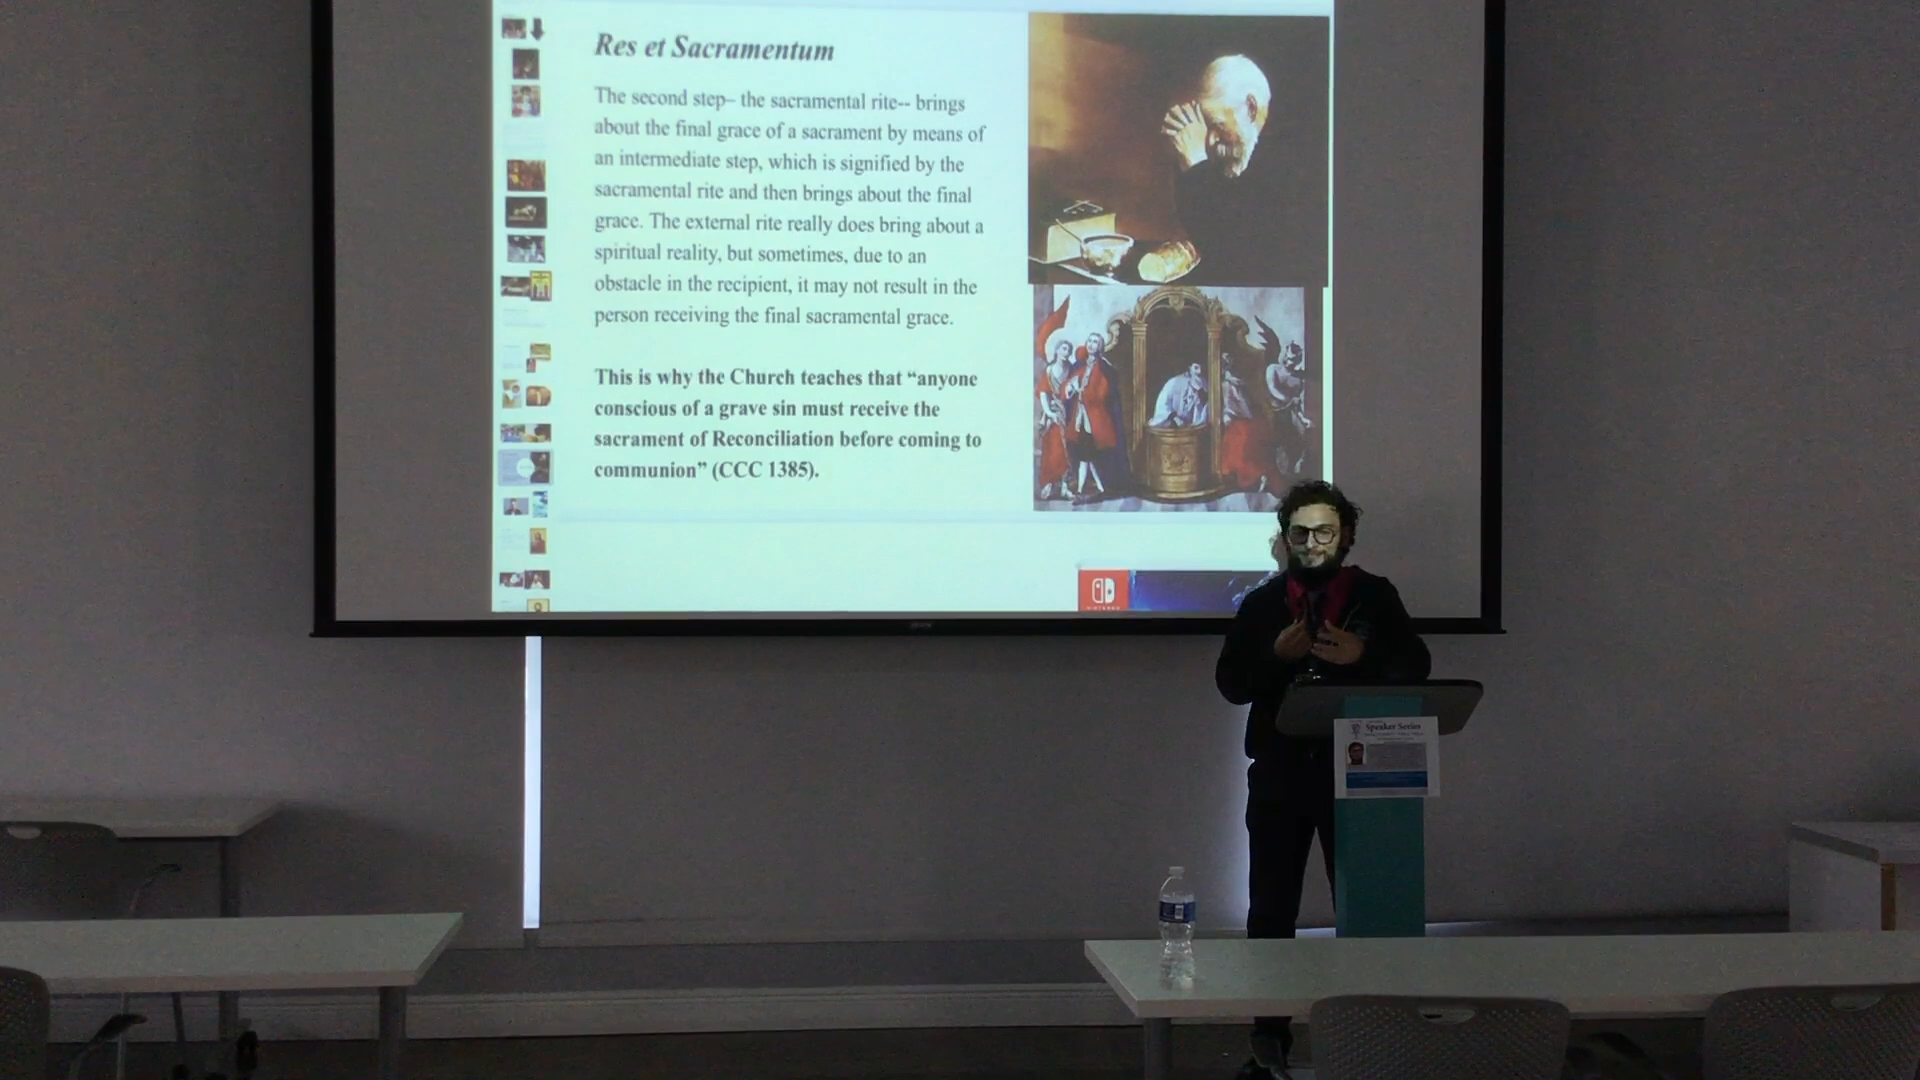 Res et Sacramentum
The second step– the sacramental rite-- brings
about the final grace of a sacrament by means of
an intermediate step, which is signified by the
sacramental rite and then brings about the final
grace. The external rite really does bring about a
spiritual reality, but sometimes, due to an
obstacle in the recipient, it may not result in the
person receiving the final sacramental grace.
This is why the Church teaches that “anyone
conscious of a grave sin must receive the
sacrament of Reconciliation before coming to
communion” (CCC 1385).
Speaker Series